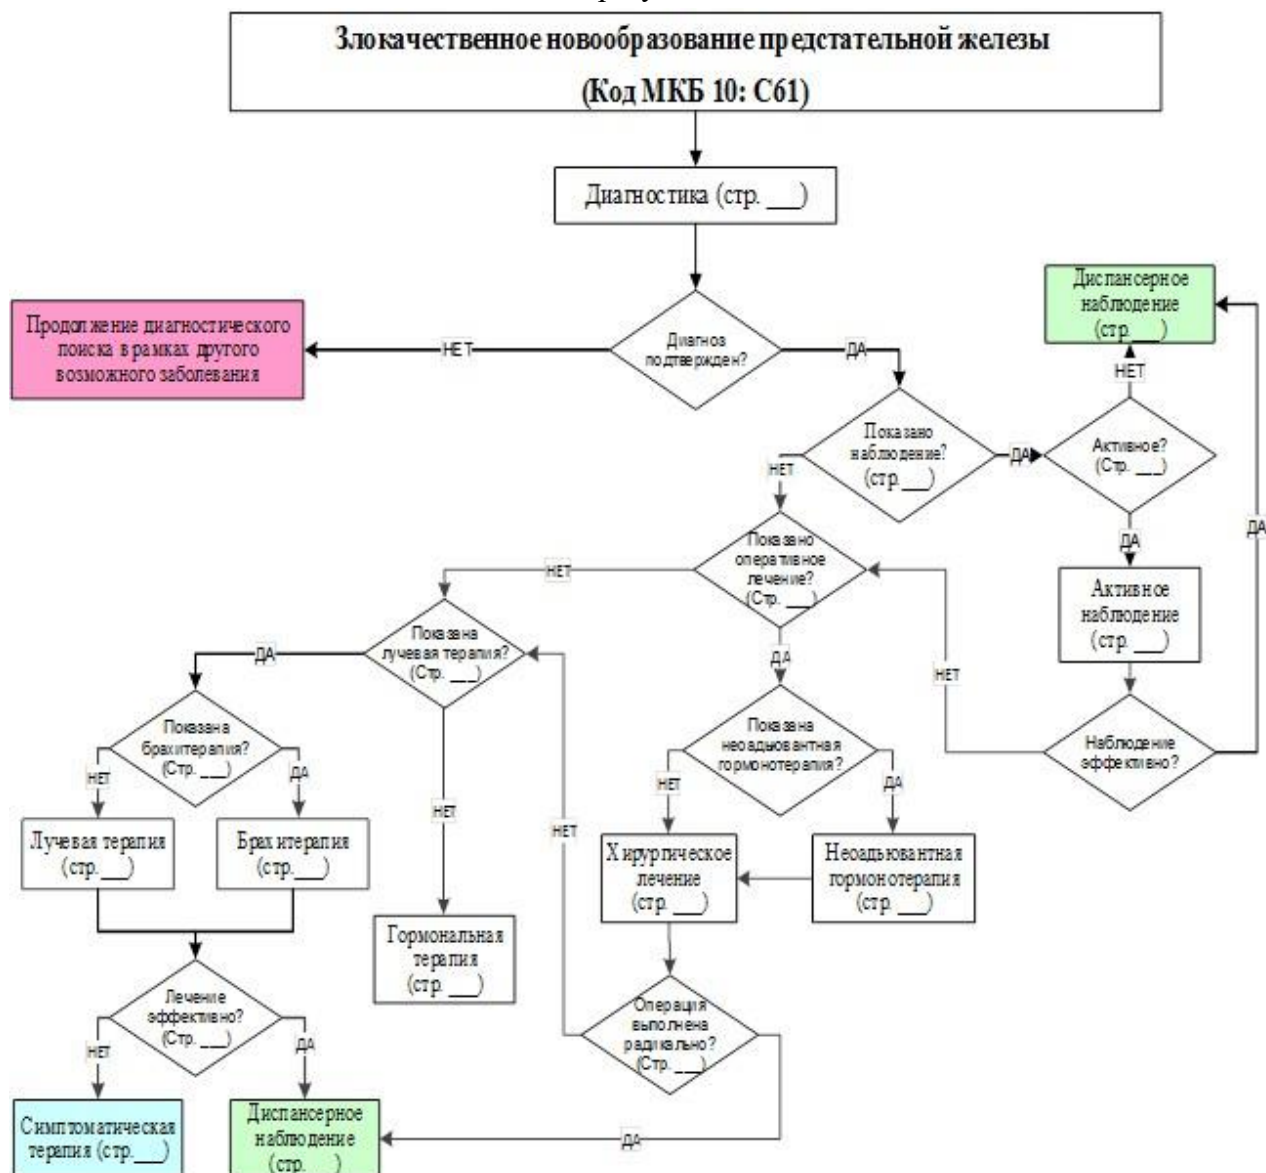 Злокачественное новообразование предстательной железы
(Код МКБ 10: C61)
Диагностика (стр. ___)
Диспансерное
наблюдение
(стр.___)
Продолжение диагностического
поиска в рамках другого
возможного заболевания
НЕТ
Диагноз
подтвержден?
ДА
НЕТ
Показано
наблюдение?
(стр.___)
ДА
Активное?
(Стр. ___)
НЕТ
ДА
ДА
Показано
оперативное
лечение?
(Стр. ___)
НЕТ
Активное
наблюдение
(стр. ___)
Показана
лучевая терапия?
(Стр. ___)
ДА
ДА
НЕТ
Показана
брахитерапия?
(Стр. ___)
Показана
неоадъювантная
гормонотерапия?
Наблюдение
эффективно?
НЕТ
ДА
НЕТ
НЕТ
НЕТ
ДА
Лучевая терапия
(стр. ___)
Брахитерапия
(стр.___)
Хирургическое
лечение
(стр. ___)
Неоадьювантная
гормонотерапия
(стр. ___)
Гормональная
терапия
(стр. ___)
Лечение
эффективно?
(Стр. ___)
Операция
выполнена
радикально?
(Стр. ___)
НЕТ
ДА
Симптоматическая
терапия (стр.___)
Диспансерное
наблюдение
(стр. ___)
ДА